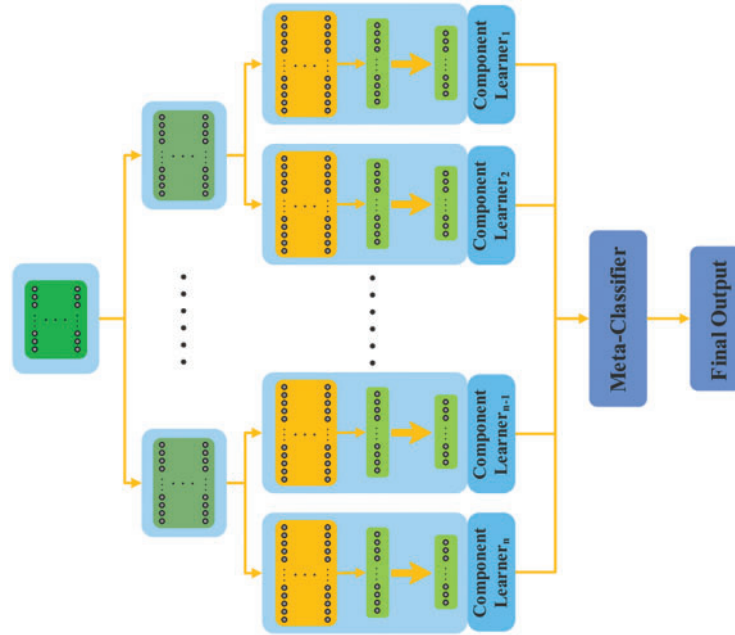 Component
Learner₁
Component
Learner₂
Component
Learnerₙ₋₁
Component
Learnerₙ
Meta-Classifier
Final Output